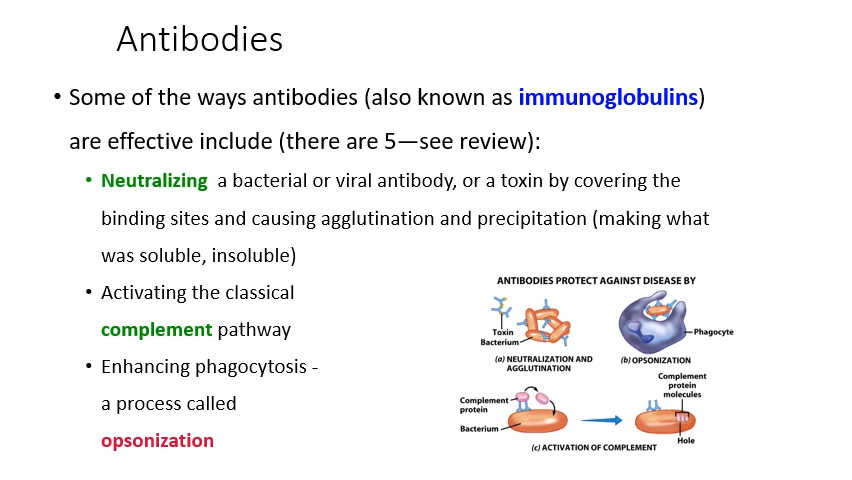 Antibodies
• Some of the ways antibodies (also known as immunoglobulins)
are effective include (there are 5—see review):
• Neutralizing a bacterial or viral antibody, or a toxin by covering the
binding sites and causing agglutination and precipitation (making what
was soluble, insoluble)
• Activating the classical
complement pathway
• Enhancing phagocytosis -
a process called
opsonization
ANTIBODIES PROTECT AGAINST DISEASE BY
Toxin
Bacterium
(a) NEUTRALIZATION AND
AGGLUTINATION
Phagocyte
(b) OPSONIZATION
Complement
protein
Bacterium
Complement
protein
molecules
Hole
(c) ACTIVATION OF COMPLEMENT